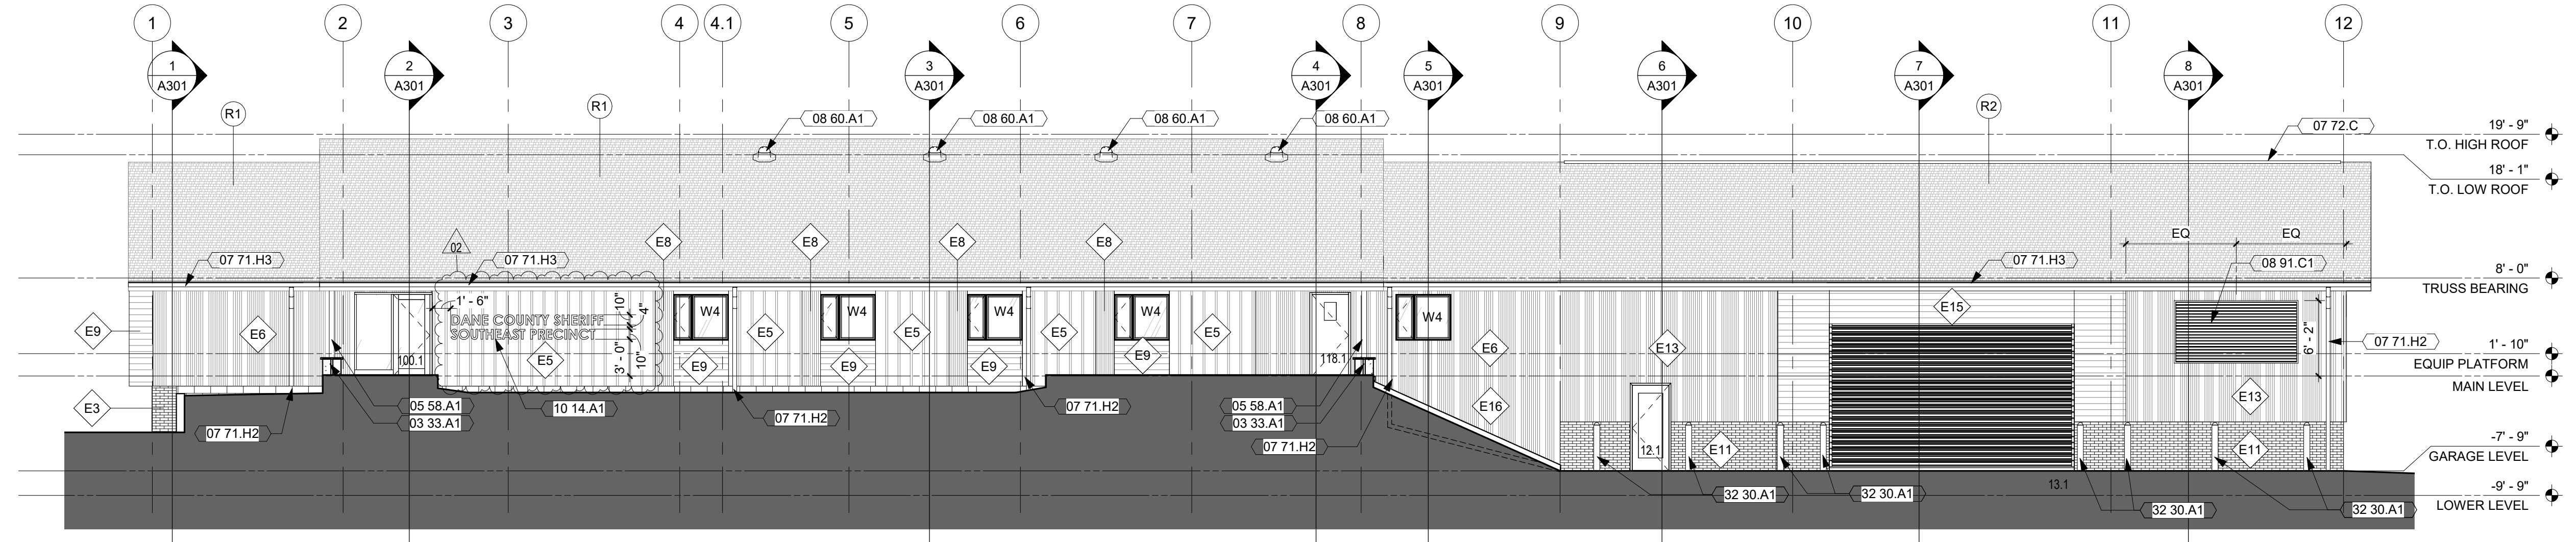 1 2 3 4 4.1 5 6 7 8 9 10 11 12
1 2 3 4 5 6 7 8
A301 A301 A301 A301 A301 A301 A301 A301
R1 R1 R2
08 60.A1 08 60.A1 08 60.A1 08 60.A1
07 72.C
19' - 9"
T.O. HIGH ROOF
18' - 1"
T.O. LOW ROOF
02
E8 E8 E8 E8
EQ EQ
07 71.H3 07 71.H3 07 71.H3
08 91.C1
8' - 0"
TRUSS BEARING
1' - 6"
10"
4"
W4 W4 W4 W4 W4
E15
DANE COUNTY SHERIFF
SOUTHEAST PRECINCT
E9 E6 E5 E5 E5 E5 E5
6' - 2"
07 71.H2
1' - 10"
EQUIP PLATFORM
100.1
E5
3' - 0"
10"
E9 E9 E9 E9
118.1
E6 E13
MAIN LEVEL
E3
05 58.A1
03 33.A1
10 14.A1
07 71.H2
07 71.H2
07 71.H2
05 58.A1
03 33.A1
07 71.H2
E16
E13
12.1
E11 E11
-7' - 9"
GARAGE LEVEL
13.1
32 30.A1 32 30.A1 32 30.A1 32 30.A1
-9' - 9"
LOWER LEVEL